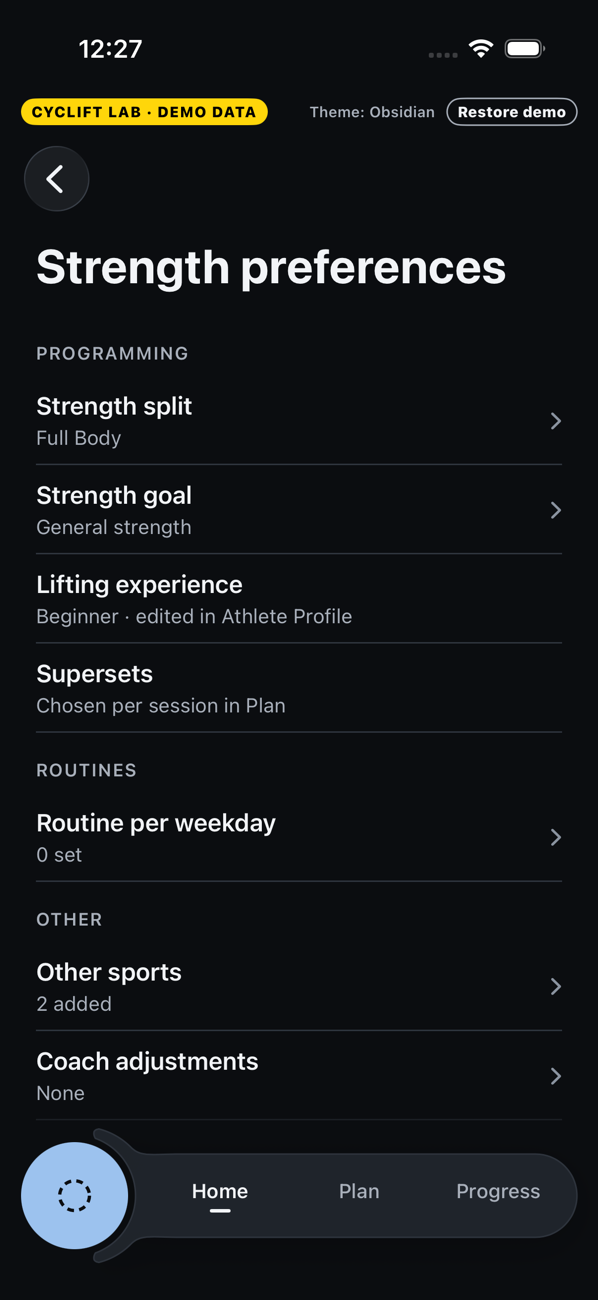 12:27
CYCLIFT LAB · DEMO DATA
Theme: Obsidian
Restore demo
Strength preferences
PROGRAMMING
Strength split
Full Body
Strength goal
General strength
Lifting experience
Beginner · edited in Athlete Profile
Supersets
Chosen per session in Plan
ROUTINES
Routine per weekday
0 set
OTHER
Other sports
2 added
Coach adjustments
None
Home
Plan
Progress